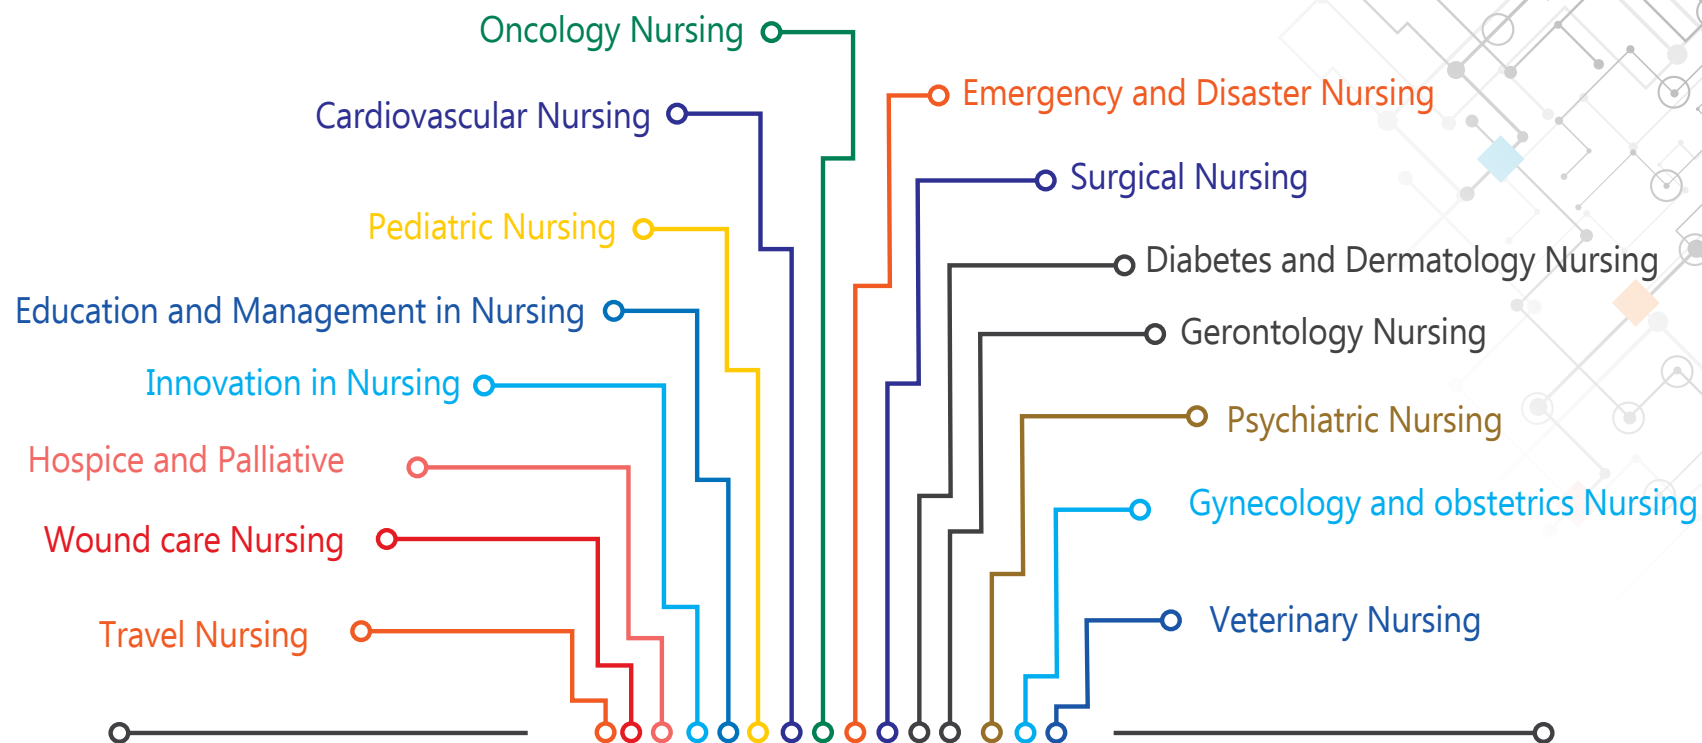 Oncology Nursing
Emergency and Disaster Nursing
Cardiovascular Nursing
Surgical Nursing
Pediatric Nursing
Diabetes and Dermatology Nursing
Education and Management in Nursing
Gerontology Nursing
Innovation in Nursing
Psychiatric Nursing
Hospice and Palliative
Gynecology and obstetrics Nursing
Wound care Nursing
Veterinary Nursing
Travel Nursing